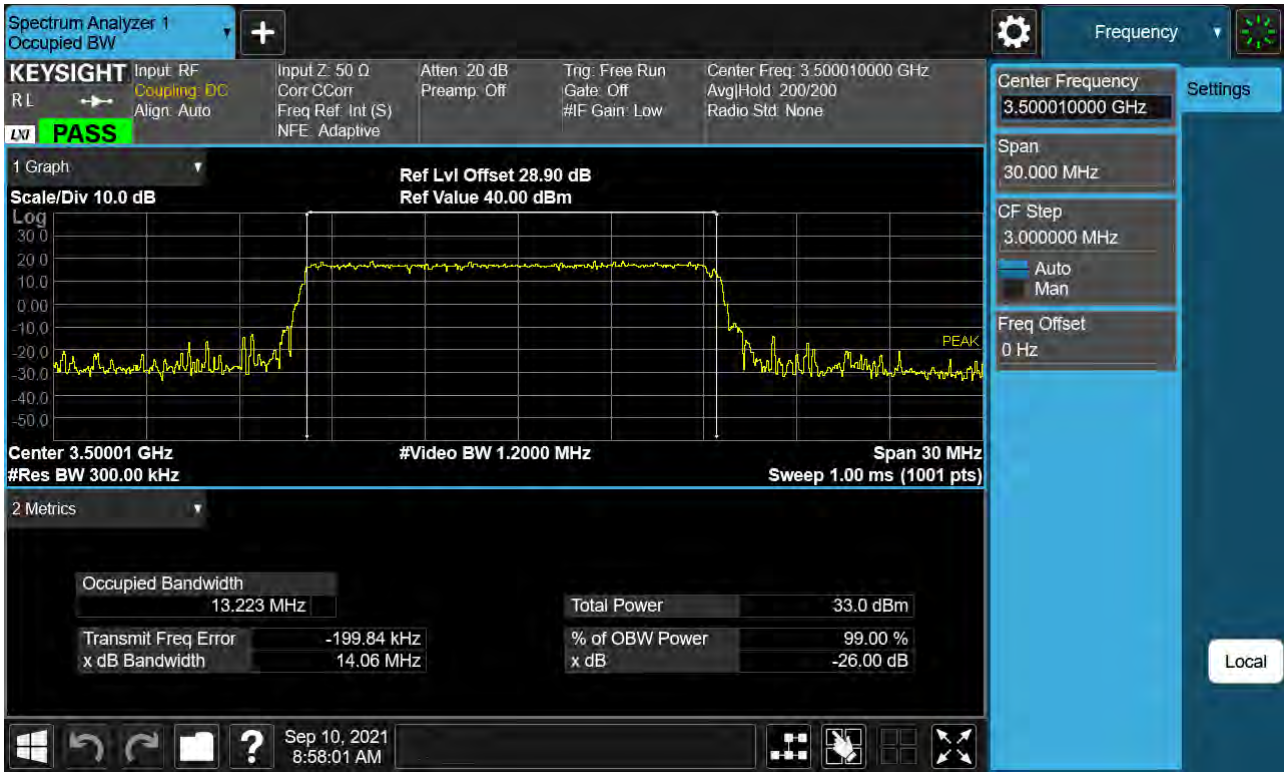 Spectrum Analyzer 1
Occupied BW
Frequency
KEYSIGHT
RL
LXI PASS
Input: RF
Coupling: DC
Align: Auto
Input Z: 50 Ω
Corr CCorr
Freq Ref: Int (S)
NFE: Adaptive
Atten: 20 dB
Preamp: Off
Trig: Free Run
Gate: Off
#IF Gain: Low
Center Freq: 3.500010000 GHz
Avg|Hold: 200/200
Radio Std: None
Center Frequency
3.500010000 GHz
Settings
Span
30.000 MHz
CF Step
3.000000 MHz
Auto
Man
Freq Offset
0 Hz
1 Graph
Scale/Div 10.0 dB
Ref Lvl Offset 28.90 dB
Ref Value 40.00 dBm
Log
30.0
20.0
10.0
0.00
-10.0
-20.0
-30.0
-40.0
-50.0
PEAK
Center 3.50001 GHz
#Video BW 1.2000 MHz
Span 30 MHz
#Res BW 300.00 kHz
Sweep 1.00 ms (1001 pts)
2 Metrics
Occupied Bandwidth
13.223 MHz
Total Power 33.0 dBm
Transmit Freq Error -199.84 kHz
% of OBW Power 99.00 %
x dB Bandwidth 14.06 MHz
x dB -26.00 dB
Local
?
Sep 10, 2021
8:58:01 AM